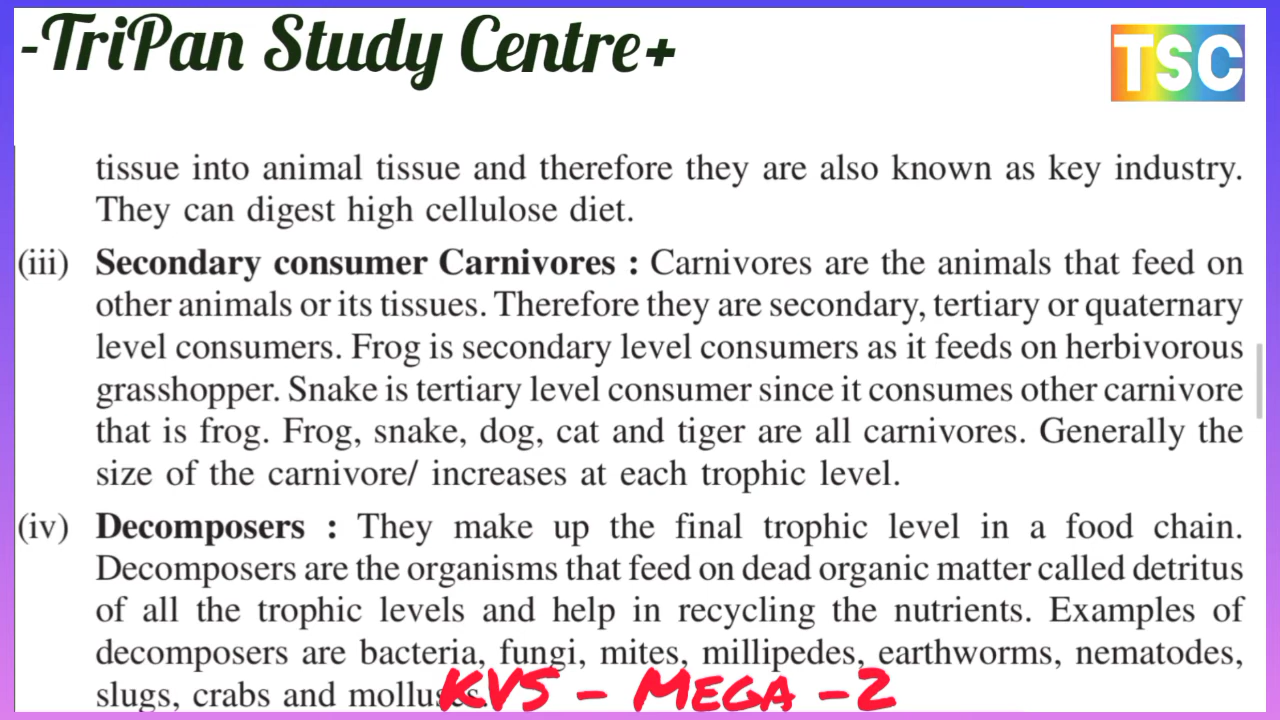 -TriPan Study Centre+
TSC
tissue into animal tissue and therefore they are also known as key industry.
They can digest high cellulose diet.
(iii) Secondary consumer Carnivores : Carnivores are the animals that feed on
other animals or its tissues. Therefore they are secondary, tertiary or quaternary
level consumers. Frog is secondary level consumers as it feeds on herbivorous
grasshopper. Snake is tertiary level consumer since it consumes other carnivore
that is frog. Frog, snake, dog, cat and tiger are all carnivores. Generally the
size of the carnivore/ increases at each trophic level.
(iv) Decomposers : They make up the final trophic level in a food chain.
Decomposers are the organisms that feed on dead organic matter called detritus
of all the trophic levels and help in recycling the nutrients. Examples of
decomposers are bacteria, fungi, mites, millipedes, earthworms, nematodes,
slugs, crabs and
KVS - MEGA -2